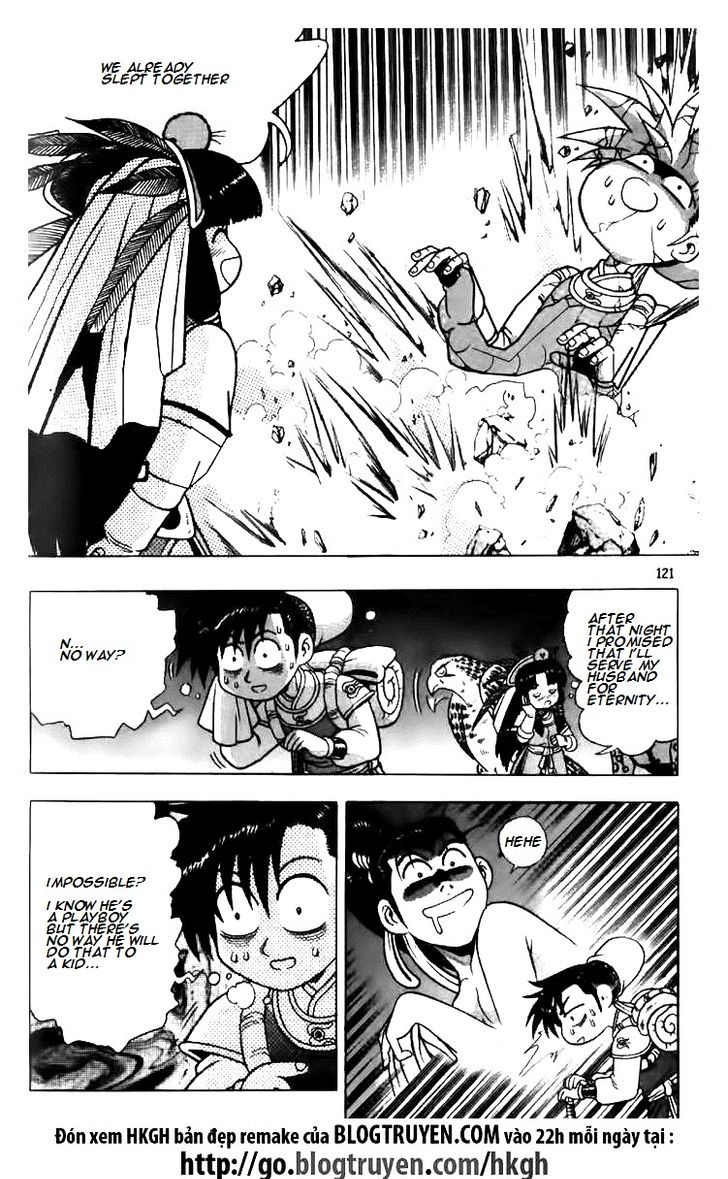 WE ALREADY
SLEPT TOGETHER
121
N...
NO WAY?
AFTER
THAT NIGHT
I PROMISED
THAT I'LL
SERVE MY
HUSBAND
FOR
ETERNITY...
IMPOSSIBLE?
I KNOW HE'S
A PLAYBOY
BUT THERE'S
NO WAY HE WILL
DO THAT TO
A KID...
HEHE
Đón xem HKGH bản đẹp remake của BLOGTRUYEN.COM vào 22h mỗi ngày tại :
http://go.blogtruyen.com/hkgh